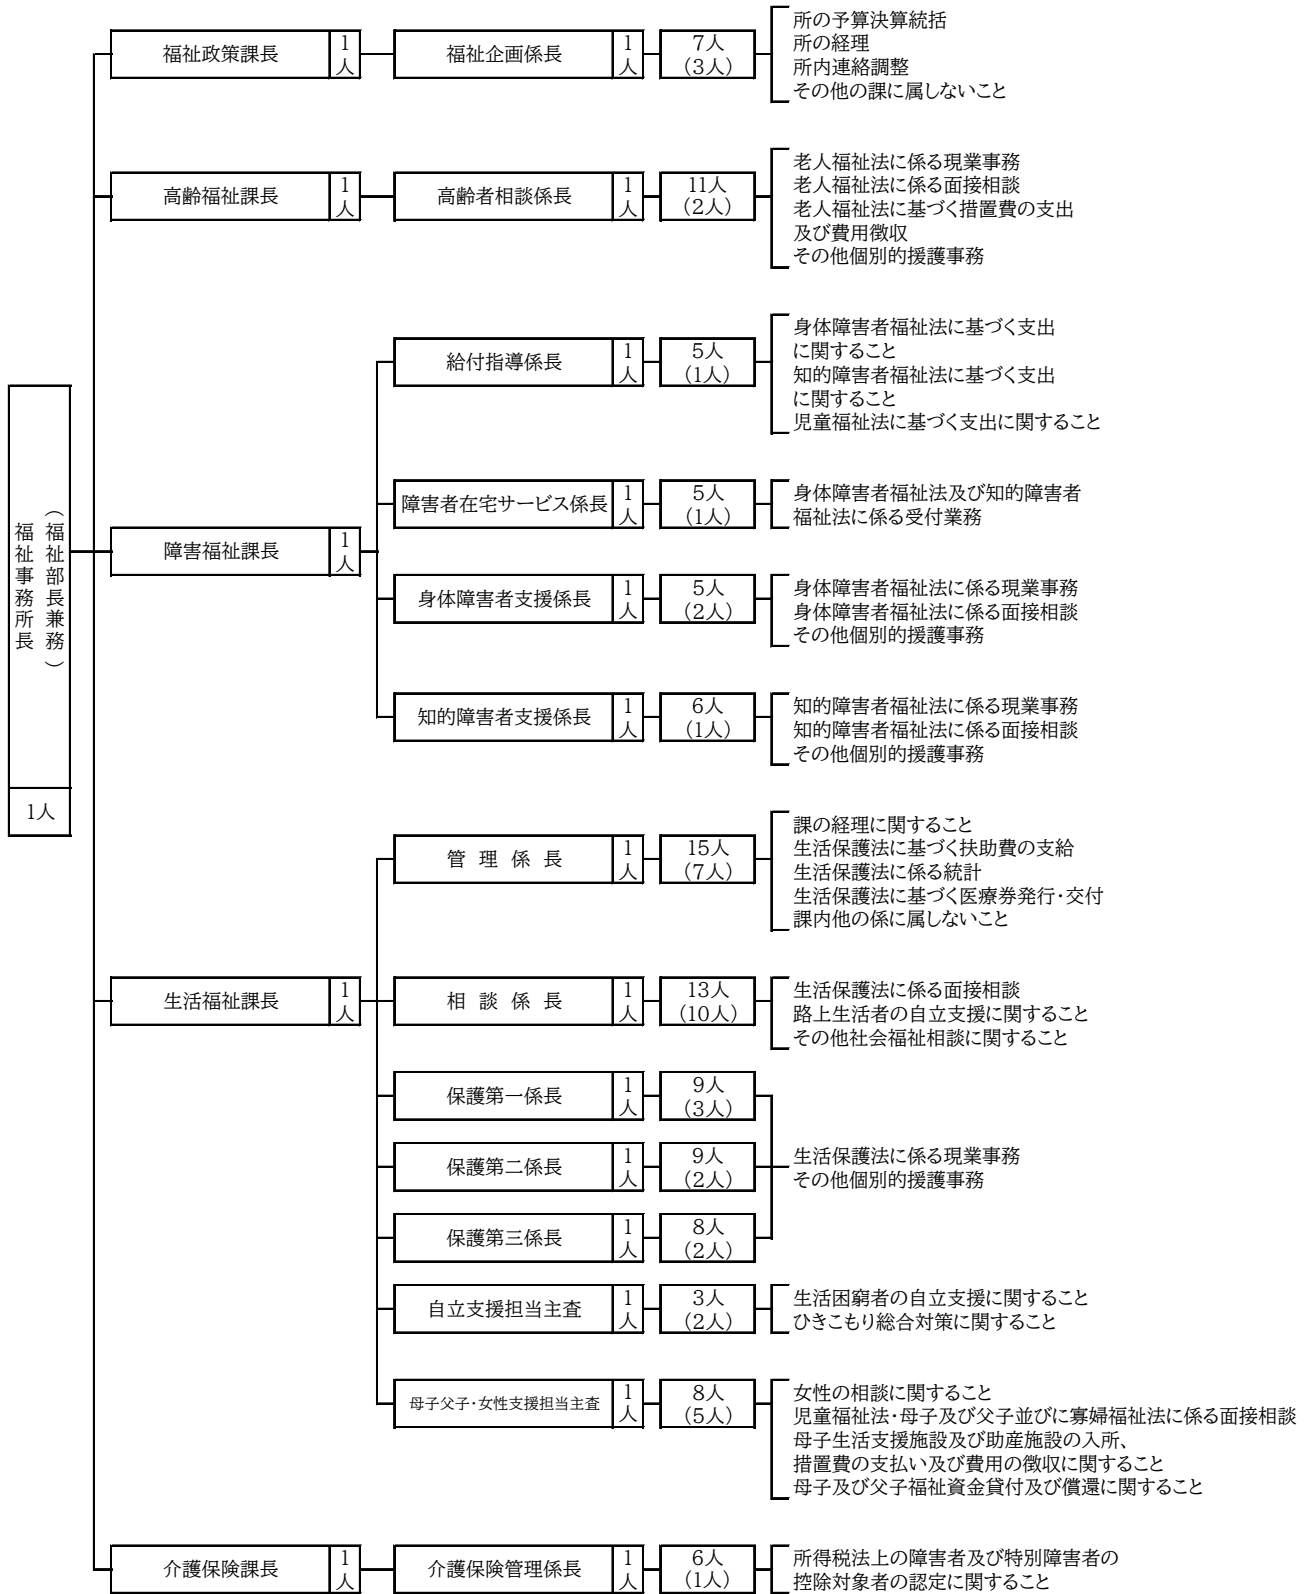 福祉政策課長 1人 福祉企画係長 1人 7人
(3人)
所の予算決算統括
所の経理
所内連絡調整
その他の課に属しないこと
高齢福祉課長 1人 高齢者相談係長 1人 11人
(2人)
老人福祉法に係る現業事務
老人福祉法に係る面接相談
老人福祉法に基づく措置費の支出
及び費用徴収
その他個別的援護事務
福祉事務所長
(福祉部長兼務)
1人
障害福祉課長 1人
給付指導係長 1人 5人
(1人)
身体障害者福祉法に基づく支出
に関すること
知的障害者福祉法に基づく支出
に関すること
児童福祉法に基づく支出に関すること
障害者在宅サービス係長 1人 5人
(1人)
身体障害者福祉法及び知的障害者
福祉法に係る受付業務
身体障害者支援係長 1人 5人
(2人)
身体障害者福祉法に係る現業事務
身体障害者福祉法に係る面接相談
その他個別的援護事務
知的障害者支援係長 1人 6人
(1人)
知的障害者福祉法に係る現業事務
知的障害者福祉法に係る面接相談
その他個別的援護事務
生活福祉課長 1人
管理係長 1人 15人
(7人)
課の経理に関すること
生活保護法に基づく扶助費の支給
生活保護法に係る統計
生活保護法に基づく医療券発行・交付
課内他の係に属しないこと
相談係長 1人 13人
(10人)
生活保護法に係る面接相談
路上生活者の自立支援に関すること
その他社会福祉相談に関すること
保護第一係長 1人 9人
(3人)
保護第二係長 1人 9人
(2人)
保護第三係長 1人 8人
(2人)
生活保護法に係る現業事務
その他個別的援護事務
自立支援担当主査 1人 3人
(2人)
生活困窮者の自立支援に関すること
ひきこもり総合対策に関すること
母子父子・女性支援担当主査 1人 8人
(5人)
女性の相談に関すること
児童福祉法・母子及び父子並びに寡婦福祉法に係る面接相談
母子生活支援施設及び助産施設の入所、
措置費の支払い及び費用の徴収に関すること
母子及び父子福祉資金貸付及び償還に関すること
介護保険課長 1人 介護保険管理係長 1人 6人
(1人)
所得税法上の障害者及び特別障害者の
控除対象者の認定に関すること